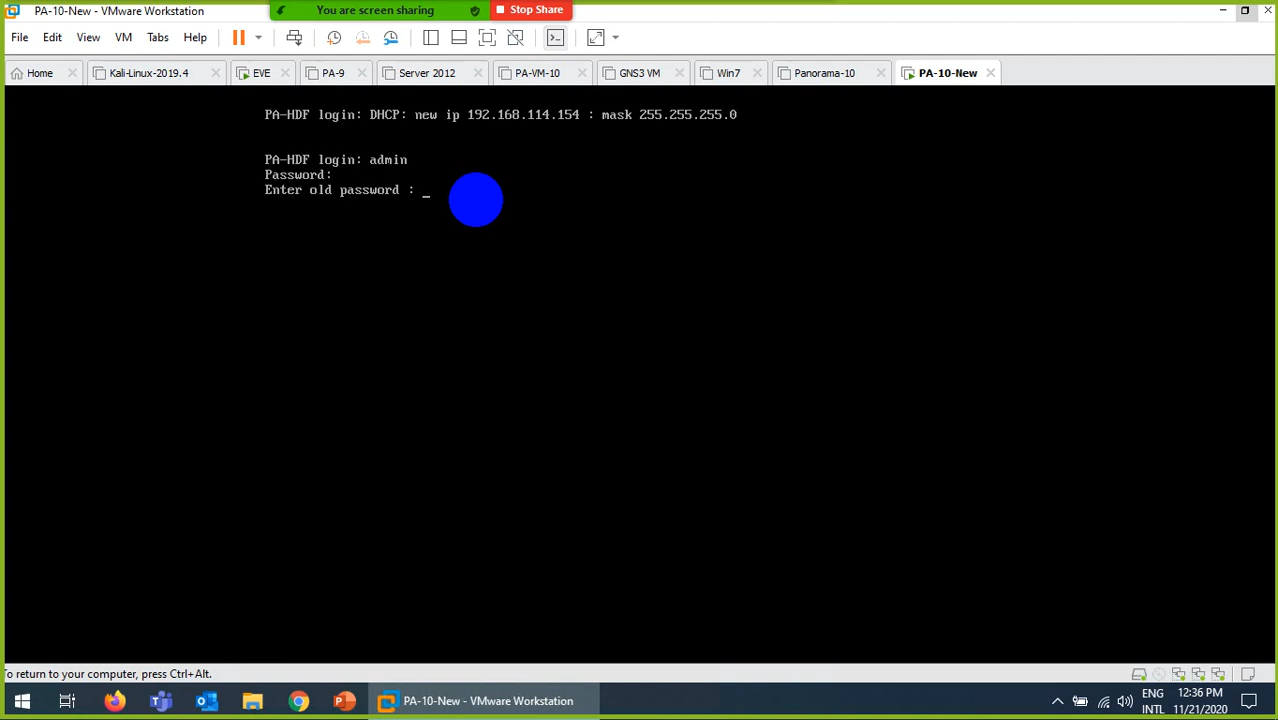 PA-10-New - VMware Workstation
You are screen sharing
Stop Share
File Edit View VM Tabs Help
Home Kali-Linux-2019.4 EVE PA-9 Server 2012 PA-VM-10 GNS3 VM Win7 Panorama-10 PA-10-New
PA-HDF login: DHCP: new ip 192.168.114.154 : mask 255.255.255.0
PA-HDF login: admin
Password:
Enter old password : _
To return to your computer, press Ctrl+Alt.
PA-10-New - VMware Workstation
ENG
INTL
12:36 PM
11/21/2020